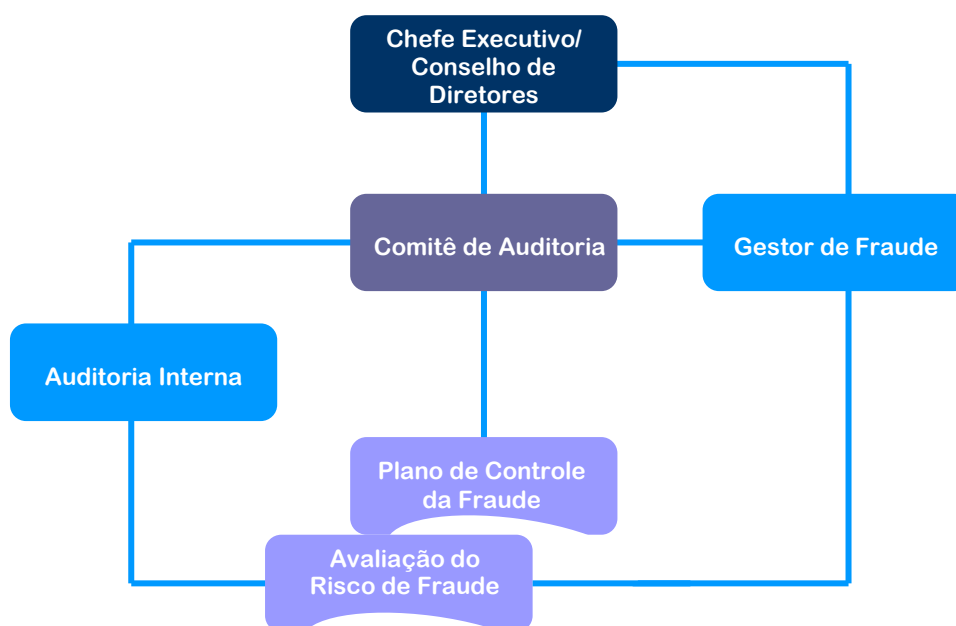 Chefe Executivo/
Conselho de
Diretores
Comitê de Auditoria
Gestor de Fraude
Auditoria Interna
Plano de Controle
da Fraude
Avaliação do
Risco de Fraude